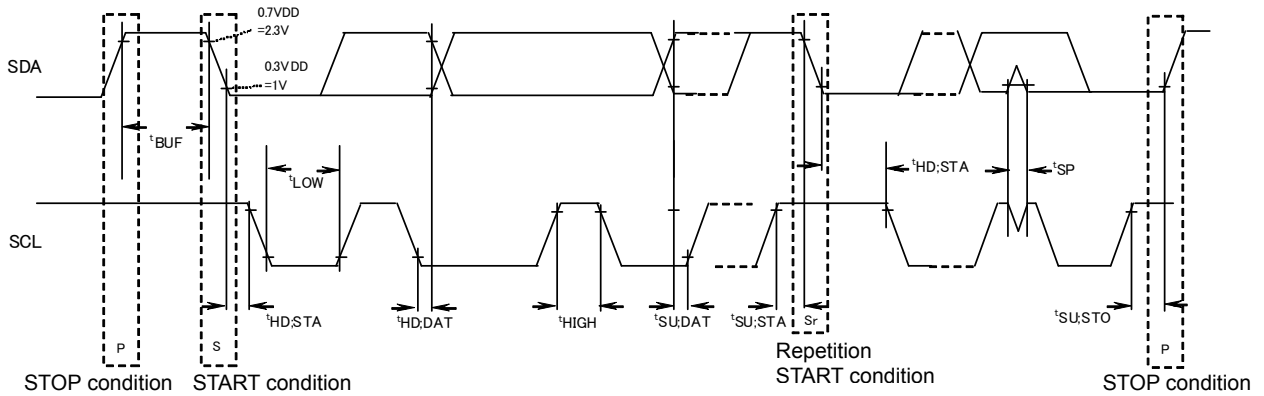 0.7VDD
=2.3V
SDA
0.3VDD
=1V
tBUF
tLOW
tHD;STA
tSP
SCL
tHD;STA
tHD;DAT
tHIGH
tSU;DAT
tSU;STA
Sr
tSU;STO
P
S
P
STOP condition
START condition
Repetition
START condition
STOP condition